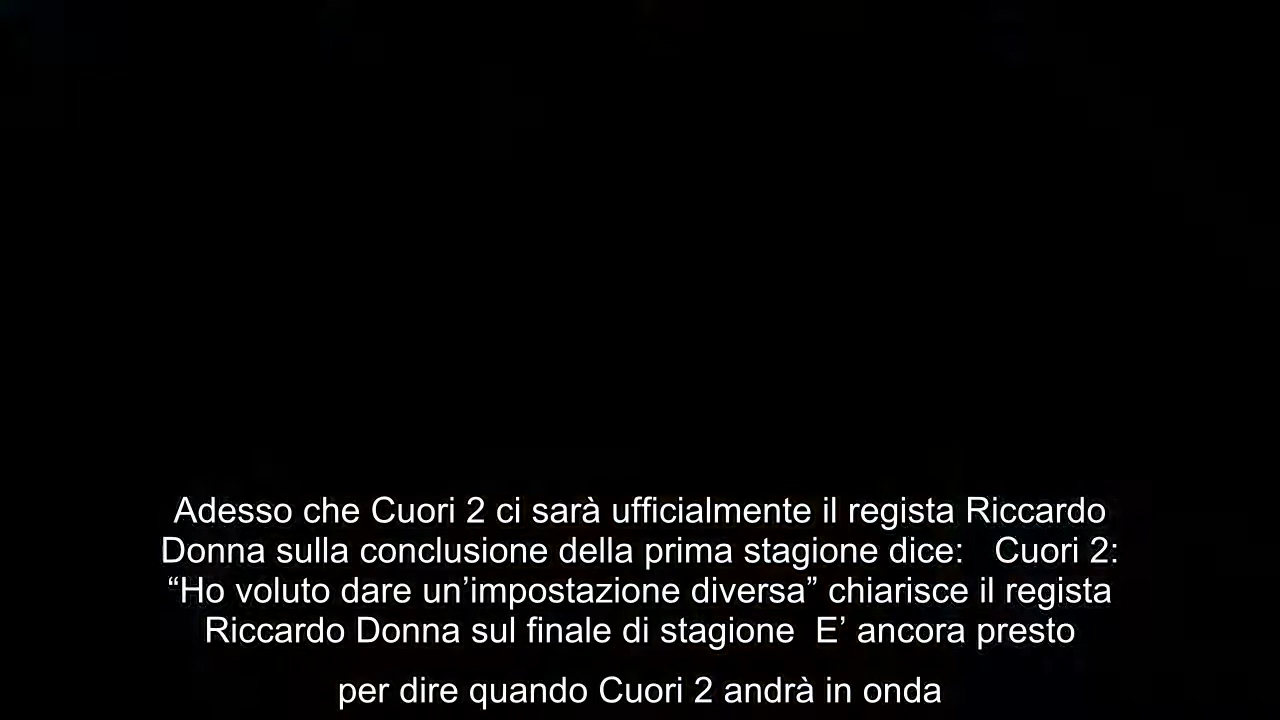 Adesso che Cuori 2 ci sarà ufficialmente il regista Riccardo
Donna sulla conclusione della prima stagione dice:   Cuori 2:
“Ho voluto dare un’impostazione diversa” chiarisce il regista
Riccardo Donna sul finale di stagione  E’ ancora presto
per dire quando Cuori 2 andrà in onda